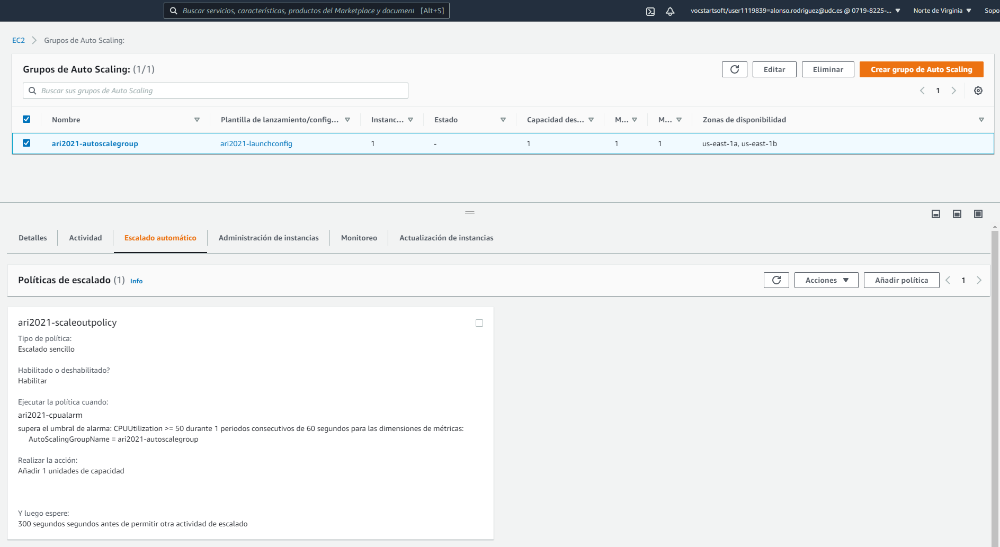 Buscar servicios, características, productos del Marketplace y document [Alt+S]
vocstartsoft/user1119839=alonso.rodriguez@udc.es @ 0719-8225-... ▼ Norte de Virginia ▼ Sopo
EC2 > Grupos de Auto Scaling:
Grupos de Auto Scaling: (1/1)
Editar Eliminar Crear grupo de Auto Scaling
Buscar sus grupos de Auto Scaling
1
Nombre Plantilla de lanzamiento/config... Instanc... Estado Capacidad des... M... M... Zonas de disponibilidad
ari2021-autoscalegroup ari2021-launchconfig 1 - 1 1 1 us-east-1a, us-east-1b
Detalles Actividad Escalado automático Administración de instancias Monitoreo Actualización de instancias
Políticas de escalado (1) Info
Acciones ▼ Añadir política 1
ari2021-scaleoutpolicy
Tipo de política:
Escalado sencillo
Habilitado o deshabilitado?
Habilitar
Ejecutar la política cuando:
ari2021-cpualarm
supera el umbral de alarma: CPUUtilization >= 50 durante 1 periodos consecutivos de 60 segundos para las dimensiones de métricas:
AutoScalingGroupName = ari2021-autoscalegroup
Realizar la acción:
Añadir 1 unidades de capacidad
Y luego espere:
300 segundos segundos antes de permitir otra actividad de escalado